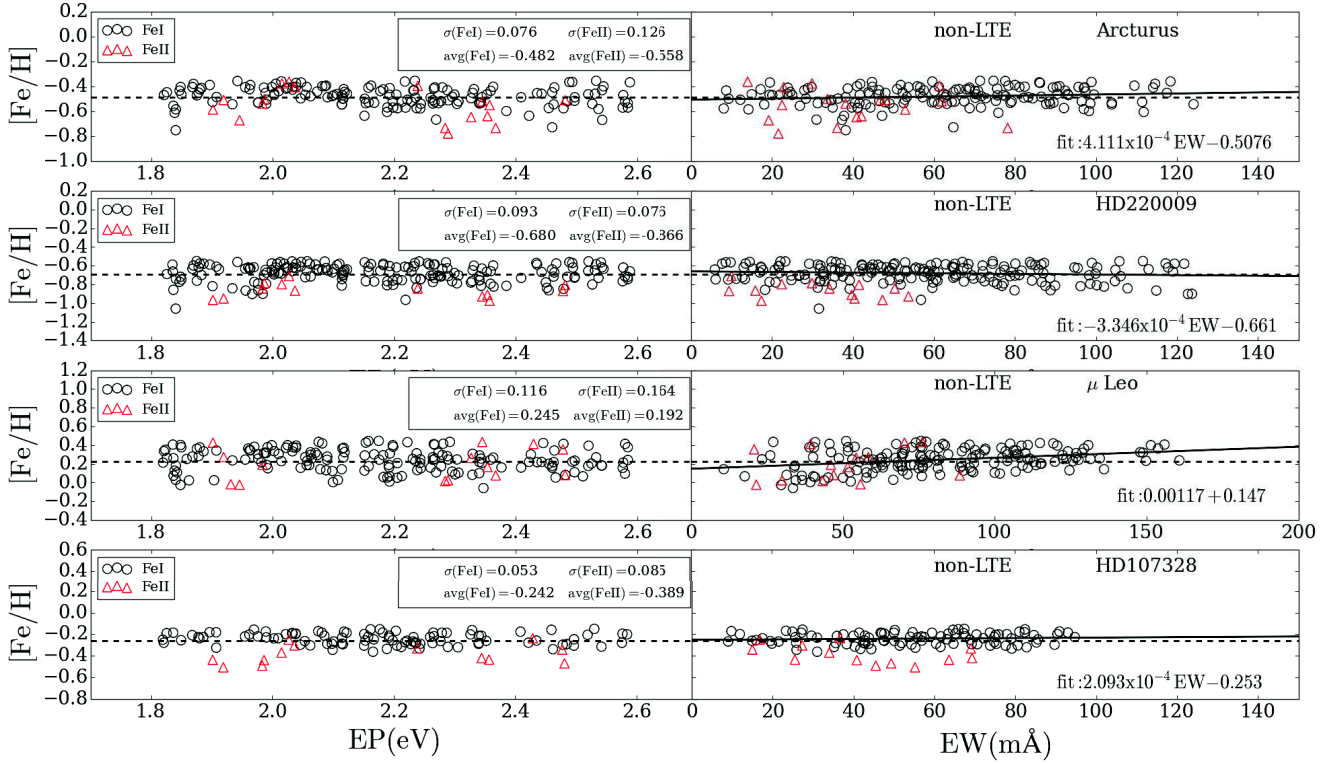 [Fe/H]
0.2
0.0
−0.2
−0.4
−0.6
−0.8
−1.0
FeI
FeII
σ(FeI)=0.076 σ(FeII)=0.126
avg(FeI)=-0.482 avg(FeII)=-0.558
1.8 2.0 2.2 2.4 2.6
non-LTE Arcturus
fit:4.111x10⁻⁴ EW−0.5076
0 20 40 60 80 100 120 140
[Fe/H]
0.2
0.0
−0.2
−0.4
−0.6
−0.8
−1.0
−1.2
−1.4
FeI
FeII
σ(FeI)=0.093 σ(FeII)=0.076
avg(FeI)=-0.680 avg(FeII)=-0.366
1.8 2.0 2.2 2.4 2.6
non-LTE HD220009
fit:−3.346x10⁻⁴ EW−0.661
0 20 40 60 80 100 120 140
[Fe/H]
1.2
1.0
0.8
0.6
0.4
0.2
0.0
−0.2
−0.4
FeI
FeII
σ(FeI)=0.116 σ(FeII)=0.164
avg(FeI)=0.245 avg(FeII)=0.192
1.8 2.0 2.2 2.4 2.6
non-LTE μ Leo
fit:0.00117+0.147
0 50 100 150 200
[Fe/H]
0.6
0.4
0.2
0.0
−0.2
−0.4
−0.6
−0.8
FeI
FeII
σ(FeI)=0.053 σ(FeII)=0.085
avg(FeI)=-0.242 avg(FeII)=-0.389
1.8 2.0 2.2 2.4 2.6
EP(eV)
non-LTE HD107328
fit:2.093x10⁻⁴ EW−0.253
0 20 40 60 80 100 120 140
EW(mÅ)